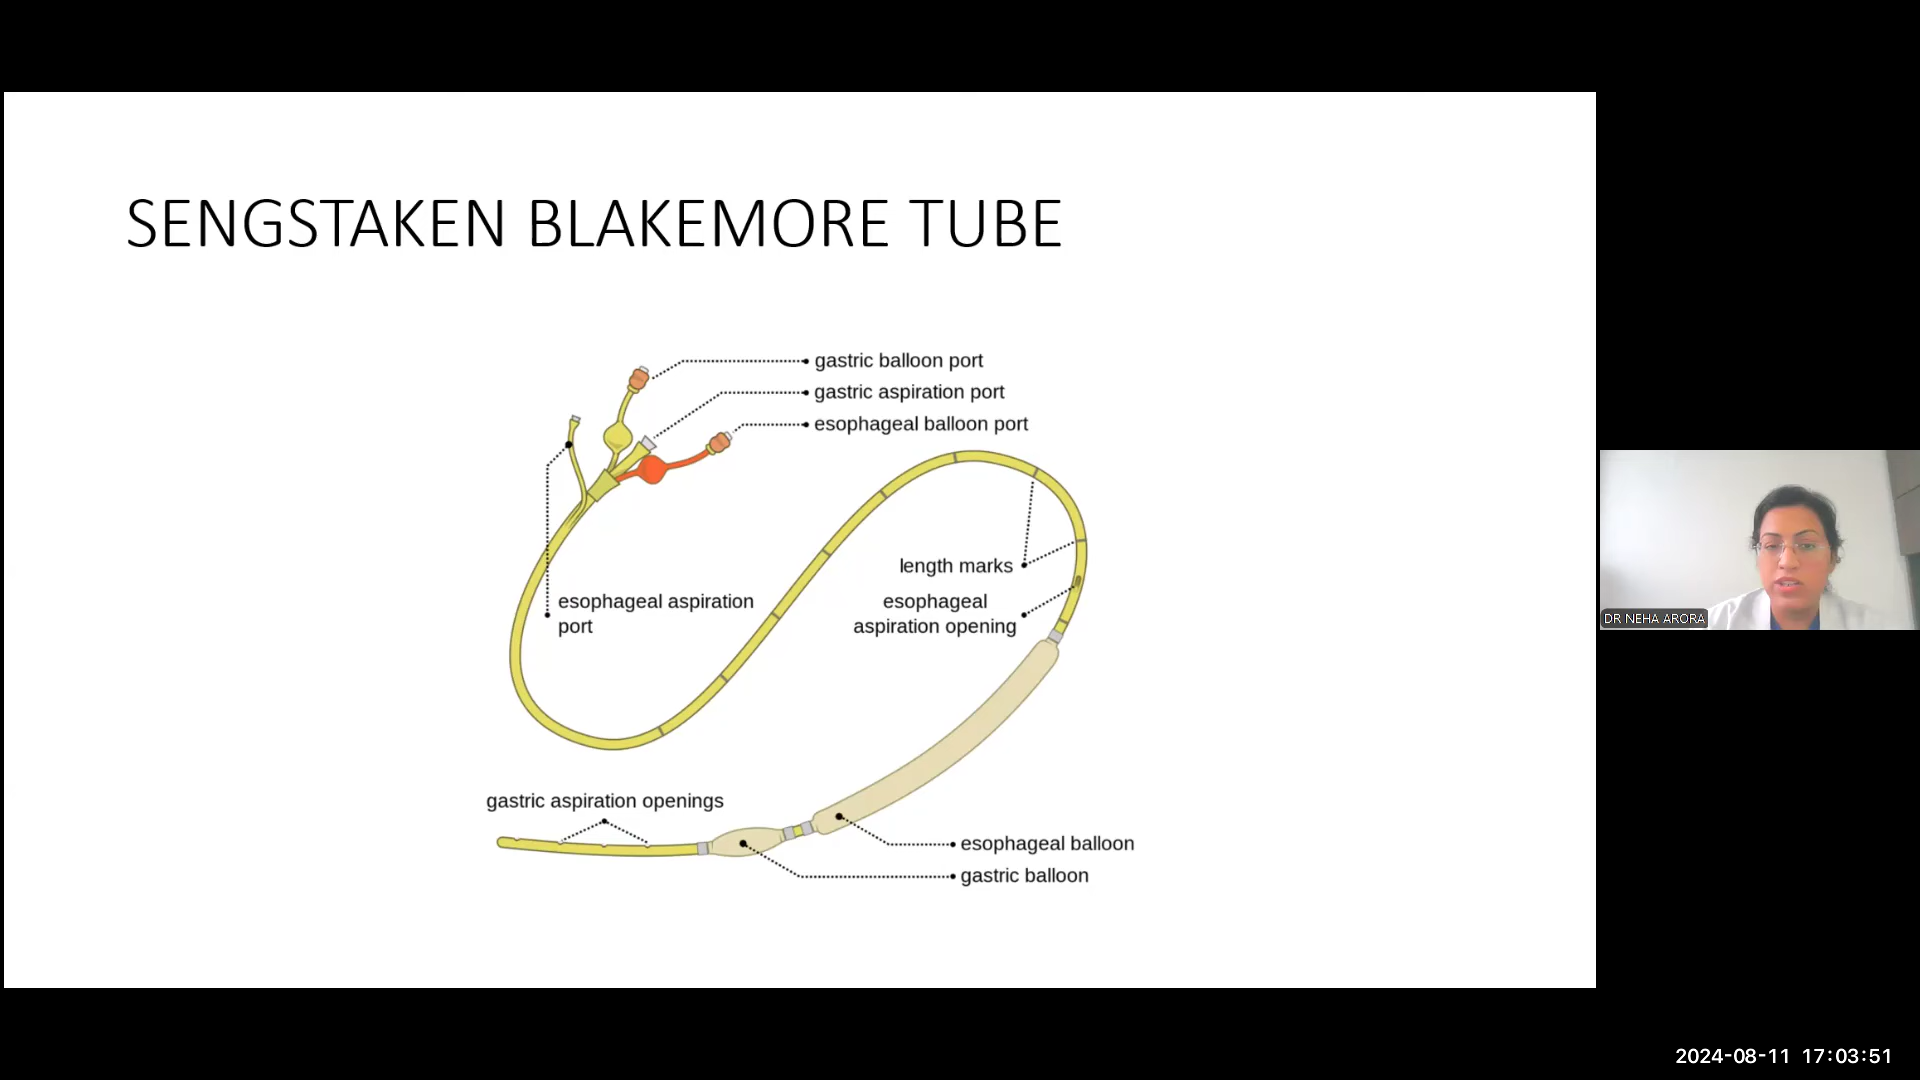 SENGSTAKEN BLAKEMORE TUBE
gastric balloon port
gastric aspiration port
esophageal balloon port
length marks
esophageal aspiration
port
esophageal
aspiration opening
gastric aspiration openings
esophageal balloon
gastric balloon
DR NEHA ARORA
2024-08-11 17:03:51